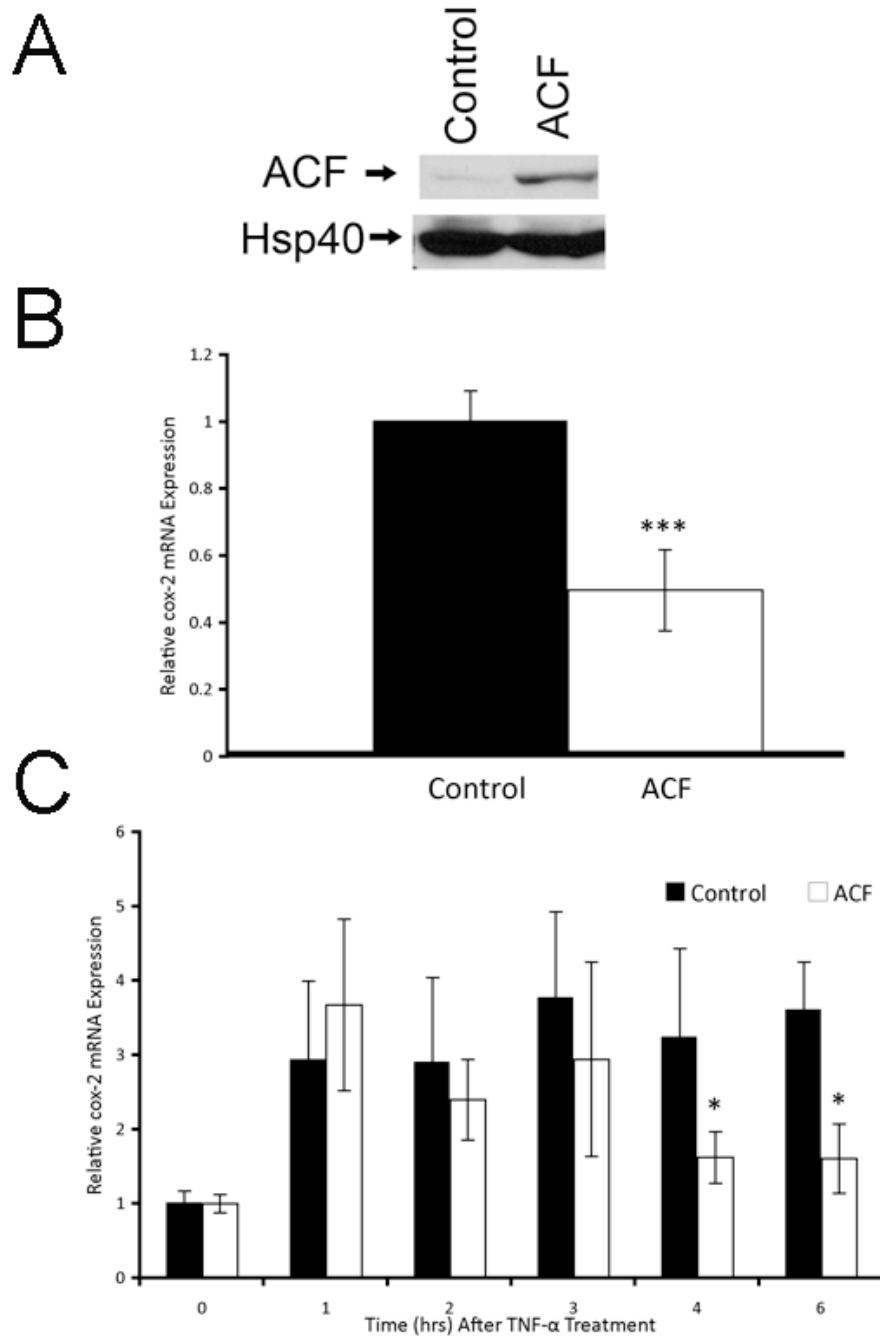 A
Control
ACF
ACF
Hsp40
B
Relative cox-2 mRNA Expression
1.2
1
0.8
0.6
0.4
0.2
0
***
Control
ACF
C
Relative cox-2 mRNA Expression
6
5
4
3
2
1
0
Control
ACF
*
*
0
1
2
3
4
6
Time (hrs) After TNF-α Treatment